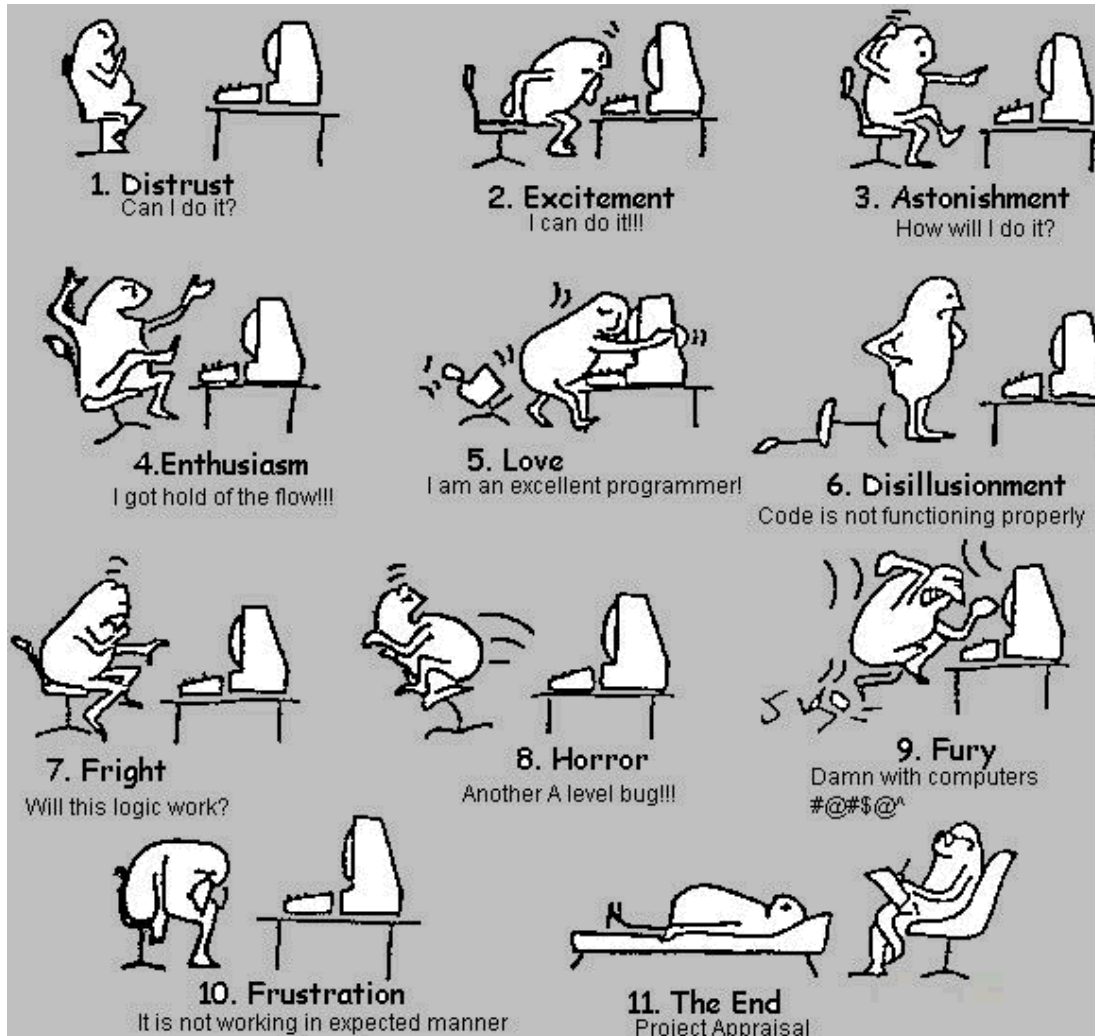 1. Distrust
Can I do it?
2. Excitement
I can do it!!!
3. Astonishment
How will I do it?
4.Enthusiasm
I got hold of the flow!!!
5. Love
I am an excellent programmer!
6. Disillusionment
Code is not functioning properly
7. Fright
Will this logic work?
8. Horror
Another A level bug!!!
9. Fury
Damn with computers
#@#$@^
10. Frustration
It is not working in expected manner
11. The End
Project Appraisal